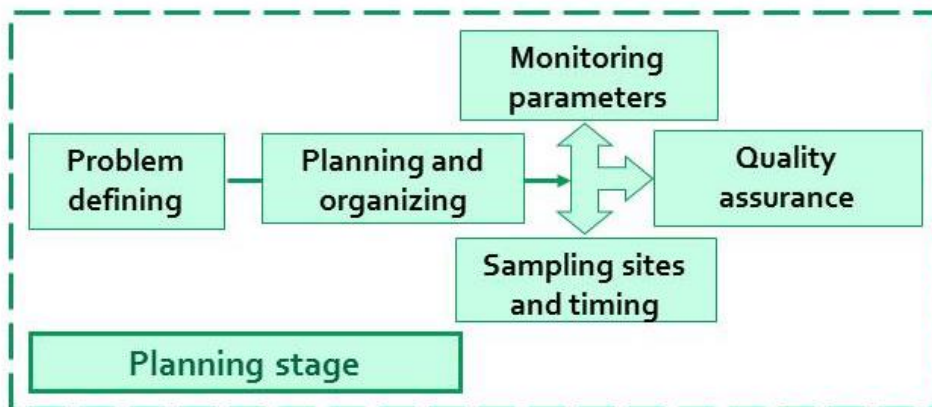 Monitoring
parameters
Problem
defining
Planning and
organizing
Quality
assurance
Sampling sites
and timing
Planning stage